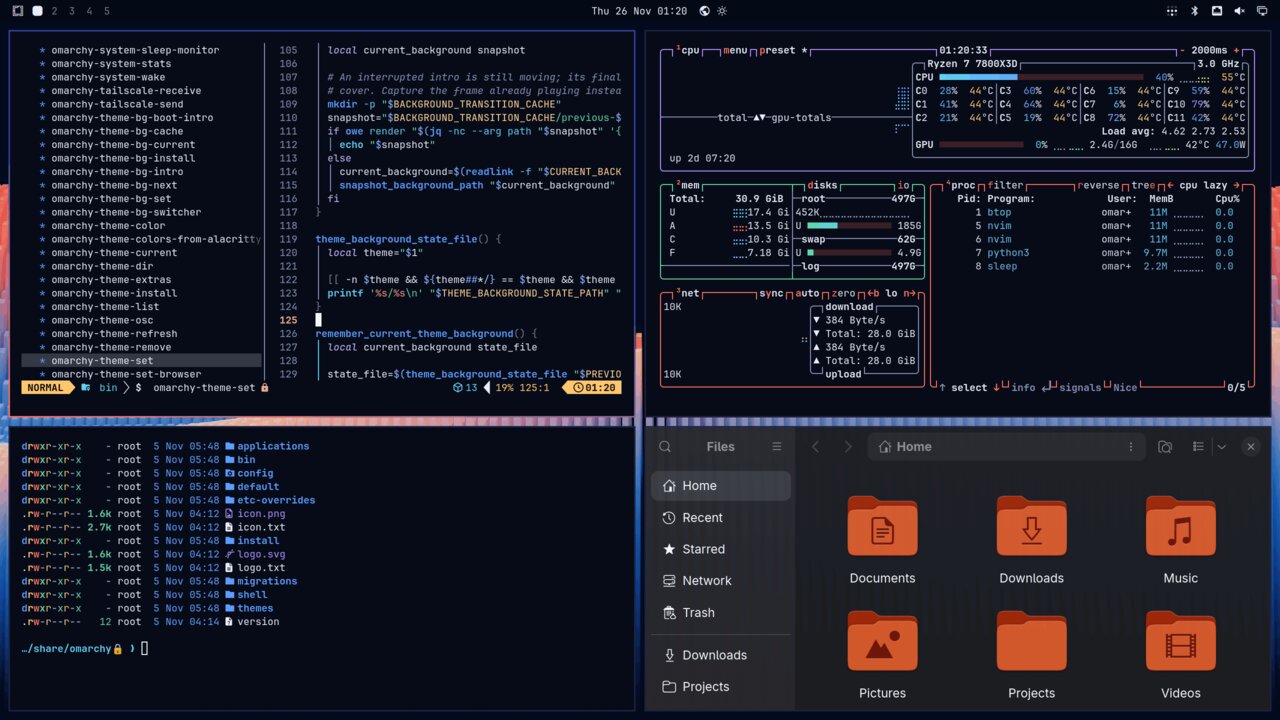 2 3 4 5
Thu 26 Nov 01:20
* omarchy-system-sleep-monitor
* omarchy-system-stats
* omarchy-system-wake
* omarchy-tailscale-receive
* omarchy-tailscale-send
* omarchy-theme-bg-boot-intro
* omarchy-theme-bg-cache
* omarchy-theme-bg-current
* omarchy-theme-bg-install
* omarchy-theme-bg-intro
* omarchy-theme-bg-next
* omarchy-theme-bg-set
* omarchy-theme-bg-switcher
* omarchy-theme-color
* omarchy-theme-colors-from-alacritty
* omarchy-theme-current
* omarchy-theme-dir
* omarchy-theme-extras
* omarchy-theme-install
* omarchy-theme-list
* omarchy-theme-osc
* omarchy-theme-refresh
* omarchy-theme-remove
* omarchy-theme-set
* omarchy-theme-set-browser
105 local current_background snapshot
106
107 # An interrupted intro is still moving; its final
108 # cover. Capture the frame already playing instea
109 mkdir -p "$BACKGROUND_TRANSITION_CACHE"
110 snapshot="$BACKGROUND_TRANSITION_CACHE/previous-$
111 if owe render "$(jq -nc --arg path "$snapshot" '{
112 echo "$snapshot"
113 else
114 current_background=$(readlink -f "$CURRENT_BACK
115 snapshot_background_path "$current_background"
116 fi
117 }
118
119 theme_background_state_file() {
120 local theme="$1"
121
122 [[ -n $theme && ${theme##*/} == $theme && $theme
123 printf '%s/%s\n' "$THEME_BACKGROUND_STATE_PATH" "
124 }
125
126 remember_current_theme_background() {
127 local current_background state_file
128
129 state_file=$(theme_background_state_file "$PREVIO
NORMAL bin $ omarchy-theme-set 13 19% 125:1 01:20
1cpu menu preset * 01:20:33 - 2000ms +
Ryzen 7 7800X3D 3.0 GHz
CPU 40% 55°C
C0 28% 44°C C3 60% 44°C C6 15% 44°C C9 59% 44°C
C1 41% 44°C C4 64% 44°C C7 6% 44°C C10 79% 44°C
C2 21% 44°C C5 19% 44°C C8 72% 44°C C11 42% 44°C
total ▲▼ gpu-totals
Load avg: 4.62 2.73 2.53
GPU 0% 2.4G/16G 42°C 47.0W
up 2d 07:20
2mem disks io
Total: 30.9 GiB
U 17.4 Gi
A 13.5 Gi
C 10.3 Gi
F 7.18 Gi
root 497G
452K
U 185G
swap 62G
U 4.9G
log 497G
3net sync auto zero ←b lo n→
10K
download
▼ 384 Byte/s
▼ Total: 28.0 GiB
▲ 384 Byte/s
▲ Total: 28.0 GiB
upload
10K
4proc filter reverse tree ← cpu lazy →
Pid: Program: User: MemB Cpu%
1 btop omar+ 11M 0.0
5 nvim omar+ 11M 0.0
6 nvim omar+ 11M 0.0
7 python3 omar+ 9.7M 0.0
8 sleep omar+ 2.2M 0.0
↑ select ↓ info ↵ signals Nice 0/5
drwxr-xr-x - root 5 Nov 05:48 applications
drwxr-xr-x - root 5 Nov 05:48 bin
drwxr-xr-x - root 5 Nov 05:48 config
drwxr-xr-x - root 5 Nov 05:48 default
drwxr-xr-x - root 5 Nov 05:48 etc-overrides
.rw-r--r-- 1.6k root 5 Nov 04:12 icon.png
.rw-r--r-- 2.7k root 5 Nov 04:12 icon.txt
drwxr-xr-x - root 5 Nov 05:48 install
.rw-r--r-- 1.6k root 5 Nov 04:12 logo.svg
.rw-r--r-- 1.5k root 5 Nov 04:12 logo.txt
drwxr-xr-x - root 5 Nov 05:48 migrations
drwxr-xr-x - root 5 Nov 05:48 shell
drwxr-xr-x - root 5 Nov 05:48 themes
.rw-r--r-- 12 root 5 Nov 04:14 version
…/share/omarchy ❯
Files
Home
Home
Recent
Starred
Network
Trash
Downloads
Projects
Documents
Downloads
Music
Pictures
Projects
Videos